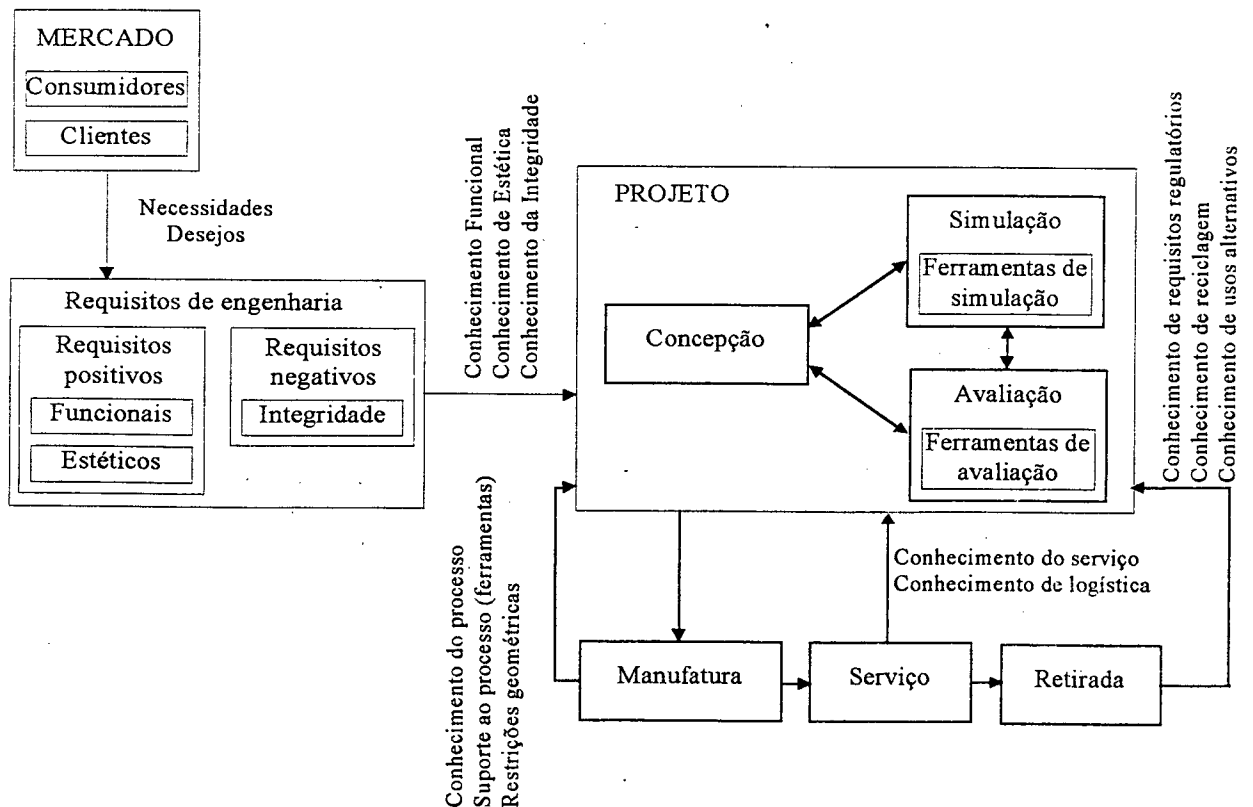 MERCADO
Consumidores
Clientes
Necessidades
Desejos
Requisitos de engenharia
Requisitos
positivos
Funcionais
Estéticos
Requisitos
negativos
Integridade
Conhecimento Funcional
Conhecimento de Estética
Conhecimento da Integridade
PROJETO
Concepção
Simulação
Ferramentas de
simulação
Avaliação
Ferramentas de
avaliação
Conhecimento de requisitos regulatórios
Conhecimento de reciclagem
Conhecimento de usos alternativos
Conhecimento do processo
Suporte ao processo (ferramentas)
Restrições geométricas
Conhecimento do serviço
Conhecimento de logística
Manufatura
Serviço
Retirada